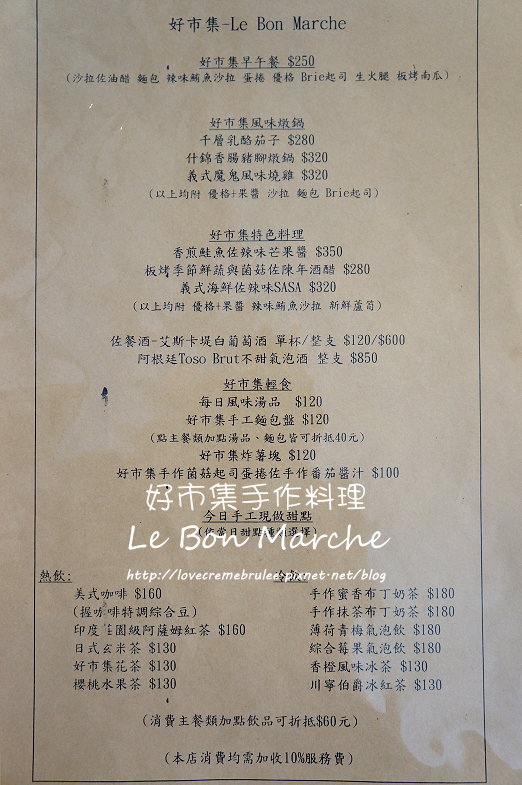 好市集-Le Bon Marche
好市集早午餐 $250
(沙拉佐油醋 麵包 辣味鮪魚沙拉 蛋捲 優格 Brie起司 生火腿 板烤南瓜)
好市集風味燉鍋
千層乳酪茄子 $280
什錦香腸豬腳燉鍋 $320
義式魔鬼風味燒雞 $320
(以上均附 優格+果醬 沙拉 麵包 Brie起司)
好市集特色料理
香煎鮭魚佐辣味芒果醬 $350
板烤季節鮮蔬與菌菇佐陳年酒醋 $280
義式海鮮佐辣味SASA $320
(以上均附 優格+果醬 辣味鮪魚沙拉 新鮮蘆筍)
佐餐酒-艾斯卡堤白葡萄酒 單杯/整支 $120/$600
阿根廷Toso Brut不甜氣泡酒 整支 $850
好市集輕食
每日風味湯品 $120
好市集手工麵包盤 $120
(點主餐類加點湯品、麵包皆可折抵40元)
好市集炸薯塊 $120
好市集手作菌菇起司蛋捲佐手作番茄醬汁 $100
好市集手作料理
今日手工現做甜點
Le Bon Marche
(依當日甜點 選擇)
http://lovecremebrulee.pixnet.net/blog
熱飲:
美式咖啡 $160
(握咖啡特調綜合豆)
印度莊園級阿薩姆紅茶 $160
日式玄米茶 $130
好市集花茶 $130
櫻桃水果茶 $130
手作蜜香布丁奶茶 $180
手作抹茶布丁奶茶 $180
薄荷青梅氣泡飲 $180
綜合莓果氣泡飲 $180
香橙風味冰茶 $130
川寧伯爵冰紅茶 $130
(消費主餐類加點飲品可折抵$60元)
(本店消費均需加收10%服務費)